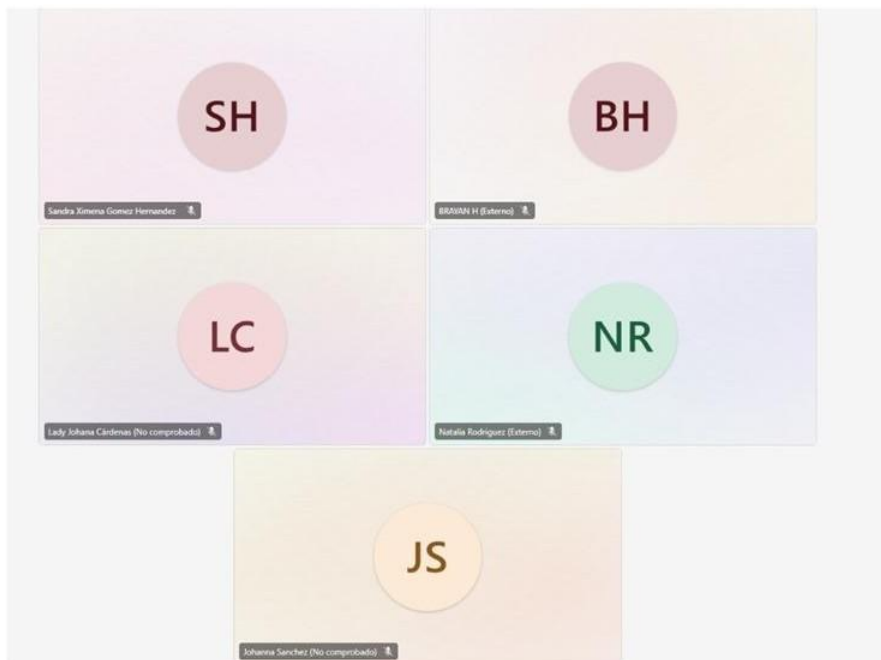 SH
Sandra Ximena Gomez Hernandez
BH
BRAYAN H (Externo)
LC
Lady Johana Cárdenas (No comprobado)
NR
Natalia Rodriguez (Externo)
JS
Johanna Sanchez (No comprobado)